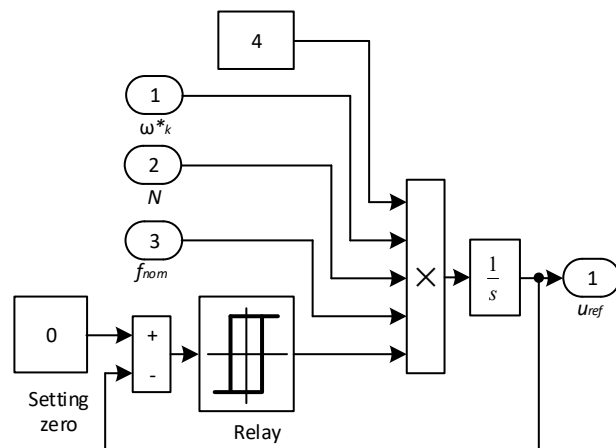 4
1
ω*k
2
N
3
fnom
×
1
s
1
uref
0
+
-
Setting
zero
Relay